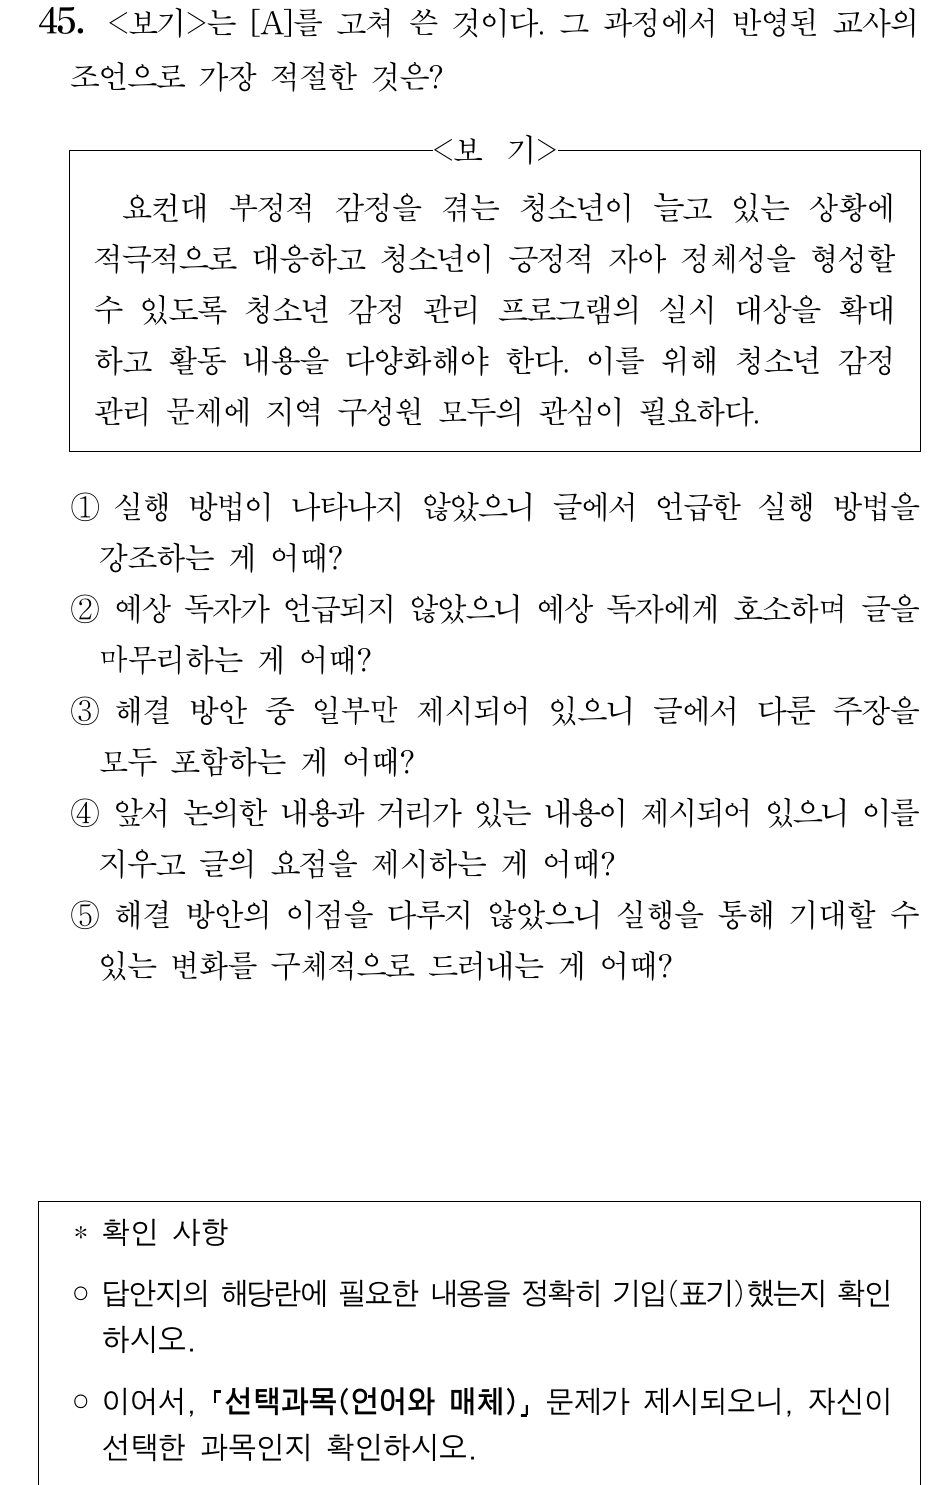 45. <보기>는 [A]를 고쳐 쓴 것이다. 그 과정에서 반영된 교사의
조언으로 가장 적절한 것은?
<보 기>
요컨대 부정적 감정을 겪는 청소년이 늘고 있는 상황에
적극적으로 대응하고 청소년이 긍정적 자아 정체성을 형성할
수 있도록 청소년 감정 관리 프로그램의 실시 대상을 확대
하고 활동 내용을 다양화해야 한다. 이를 위해 청소년 감정
관리 문제에 지역 구성원 모두의 관심이 필요하다.
① 실행 방법이 나타나지 않았으니 글에서 언급한 실행 방법을
강조하는 게 어때?
② 예상 독자가 언급되지 않았으니 예상 독자에게 호소하며 글을
마무리하는 게 어때?
③ 해결 방안 중 일부만 제시되어 있으니 글에서 다룬 주장을
모두 포함하는 게 어때?
④ 앞서 논의한 내용과 거리가 있는 내용이 제시되어 있으니 이를
지우고 글의 요점을 제시하는 게 어때?
⑤ 해결 방안의 이점을 다루지 않았으니 실행을 통해 기대할 수
있는 변화를 구체적으로 드러내는 게 어때?
* 확인 사항
○ 답안지의 해당란에 필요한 내용을 정확히 기입(표기)했는지 확인
하시오.
○ 이어서, 「선택과목(언어와 매체)」 문제가 제시되오니, 자신이
선택한 과목인지 확인하시오.